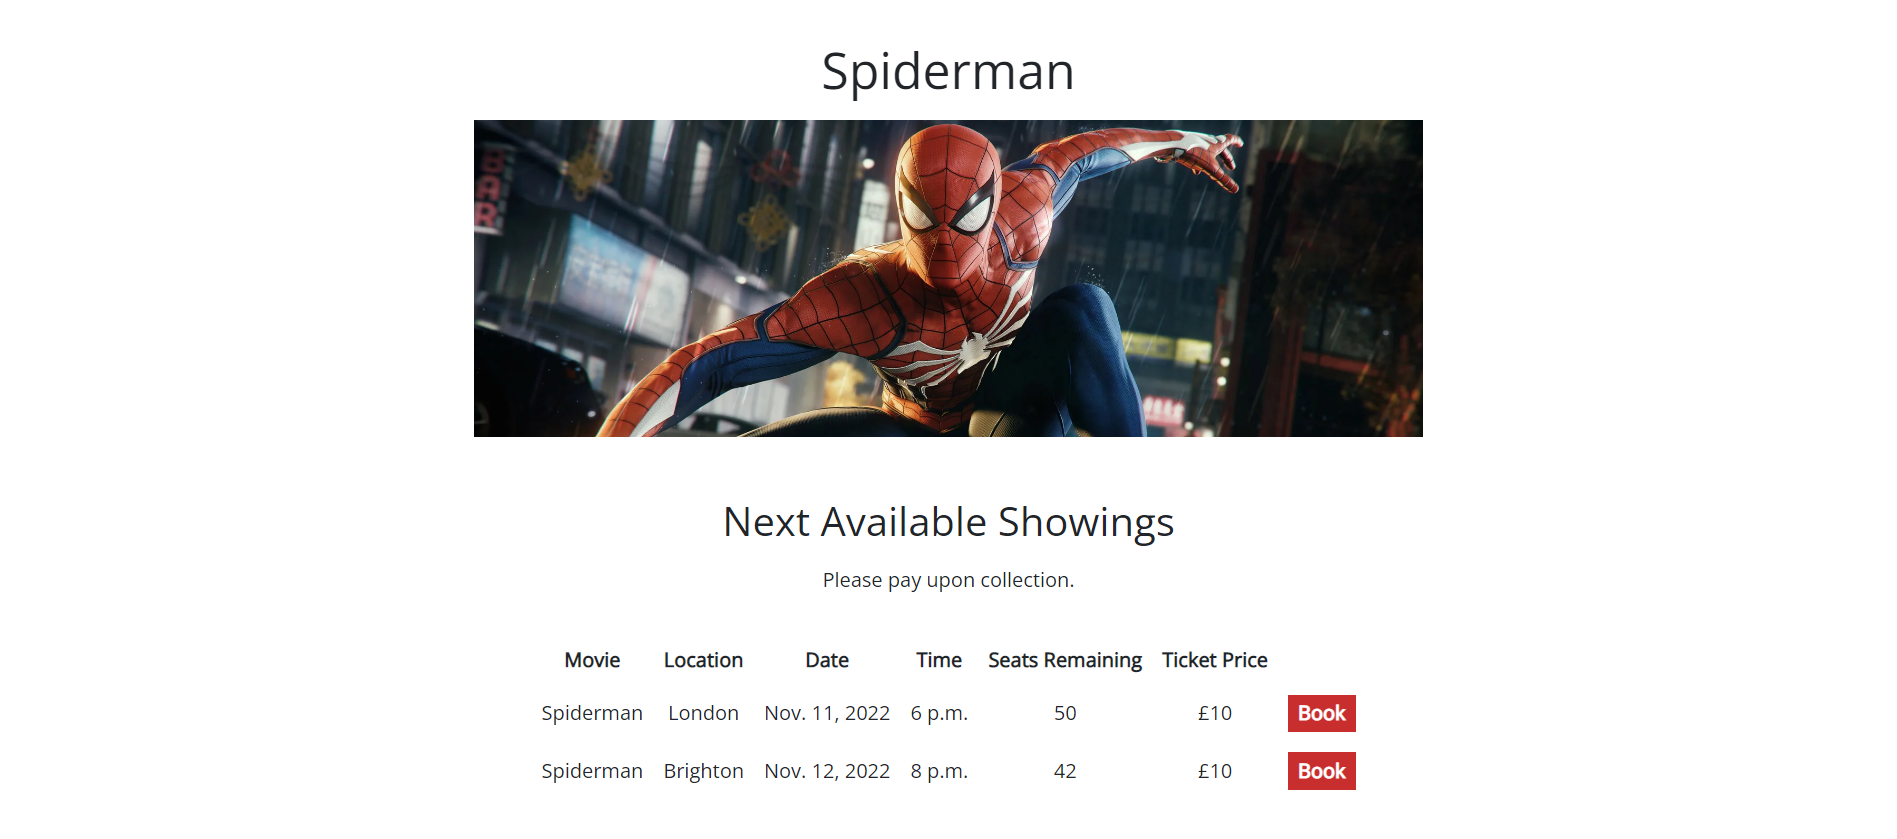 Spiderman
BAR
Next Available Showings
Please pay upon collection.
Movie Location Date Time Seats Remaining Ticket Price
Spiderman London Nov. 11, 2022 6 p.m. 50 £10 Book
Spiderman Brighton Nov. 12, 2022 8 p.m. 42 £10 Book